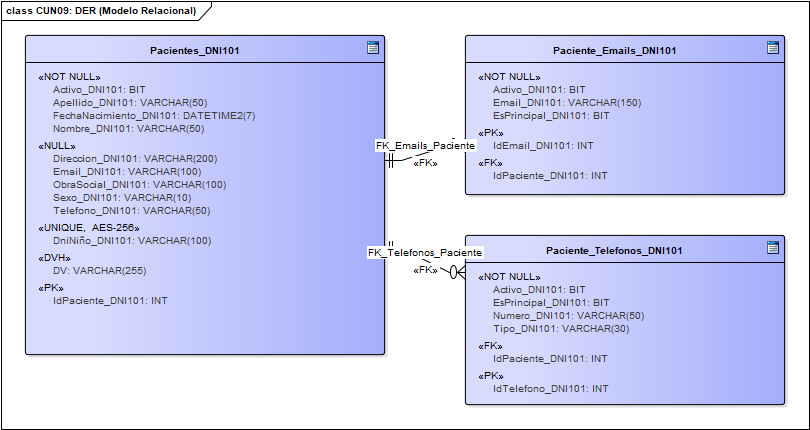 class CUN09: DER (Modelo Relacional)
Pacientes_DNI101
«NOT NULL»
Activo_DNI101: BIT
Apellido_DNI101: VARCHAR(50)
FechaNacimiento_DNI101: DATETIME2(7)
Nombre_DNI101: VARCHAR(50)
«NULL»
Direccion_DNI101: VARCHAR(200)
Email_DNI101: VARCHAR(100)
ObraSocial_DNI101: VARCHAR(100)
Sexo_DNI101: VARCHAR(10)
Telefono_DNI101: VARCHAR(50)
«UNIQUE,  AES-256»
DniNiño_DNI101: VARCHAR(100)
«DVH»
DV: VARCHAR(255)
«PK»
IdPaciente_DNI101: INT
FK_Emails_Paciente
«FK»
FK_Telefonos_Paciente
«FK»
Paciente_Emails_DNI101
«NOT NULL»
Activo_DNI101: BIT
Email_DNI101: VARCHAR(150)
EsPrincipal_DNI101: BIT
«PK»
IdEmail_DNI101: INT
«FK»
IdPaciente_DNI101: INT
Paciente_Telefonos_DNI101
«NOT NULL»
Activo_DNI101: BIT
EsPrincipal_DNI101: BIT
Numero_DNI101: VARCHAR(50)
Tipo_DNI101: VARCHAR(30)
«FK»
IdPaciente_DNI101: INT
«PK»
IdTelefono_DNI101: INT